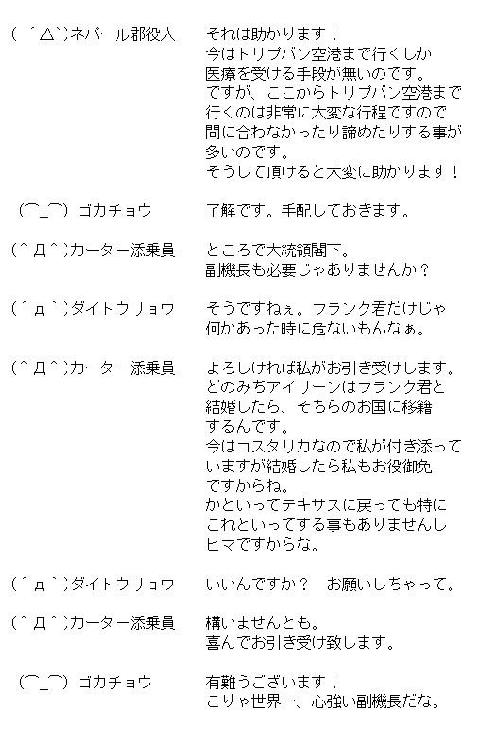 ( ´△`)ネパール郡役人　それは助かります！
今はトリプバン空港まで行くしか
医療を受ける手段が無いのです。
ですが、ここからトリプバン空港まで
行くのは非常に大変な行程ですので
間に合わなかったり諦めたりする事が
多いのです。
そうして頂けると大変に助かります！
(⌒_⌒) ゴカチョウ　了解です。手配しておきます。
(＾Д＾)カーター添乗員　ところで大統領閣下。
副機長も必要じゃありませんか？
(´д`)ダイトウリョウ　そうですねぇ。フランク君だけじゃ
何かあった時に危ないもんなぁ。
(＾Д＾)カーター添乗員　よろしければ私がお引き受けします。
どのみちアイリーンはフランク君と
結婚したら、そちらのお国に移籍
するんです。
今はコスタリカなので私が付き添って
いますが結婚したら私もお役御免
ですからね。
かといってテキサスに戻っても特に
これといってする事もありませんし
ヒマですからな。
(´д`)ダイトウリョウ　いいんですか？　お願いしちゃって。
(＾Д＾)カーター添乗員　構いませんとも。
喜んでお引き受け致します。
(⌒_⌒) ゴカチョウ　有難うございます！
こりゃ世界一、心強い副機長だな。